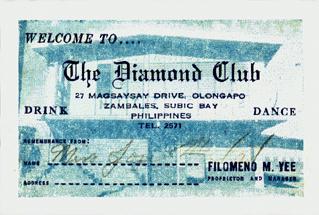 WELCOME TO....
The Diamond Club
27 MAGSAYSAY DRIVE, OLONGAPO
ZAMBALES, SUBIC BAY
DRINK PHILIPPINES DANCE
TEL. 2571
REMEMBRANCE FROM:
NAME
FILOMENO M. YEE
ADDRESS PROPRIETOR AND MANAGER